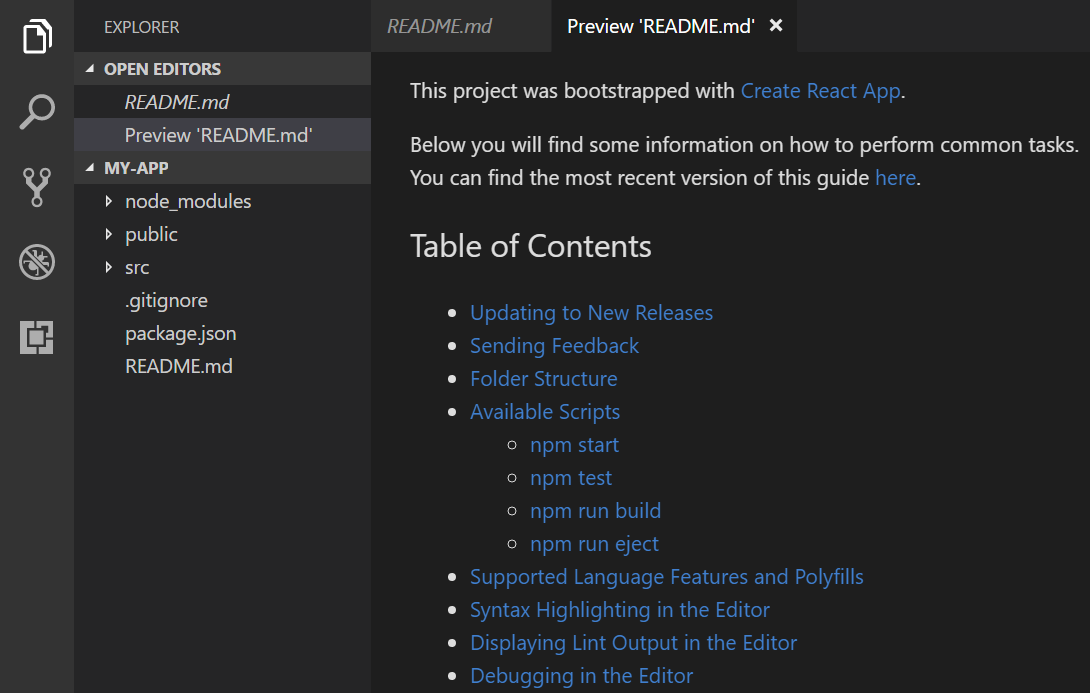 EXPLORER
OPEN EDITORS
README.md
Preview 'README.md'
MY-APP
node_modules
public
src
.gitignore
package.json
README.md
README.md
Preview 'README.md'
This project was bootstrapped with Create React App.
Below you will find some information on how to perform common tasks.
You can find the most recent version of this guide here.
Table of Contents
Updating to New Releases
Sending Feedback
Folder Structure
Available Scripts
npm start
npm test
npm run build
npm run eject
Supported Language Features and Polyfills
Syntax Highlighting in the Editor
Displaying Lint Output in the Editor
Debugging in the Editor